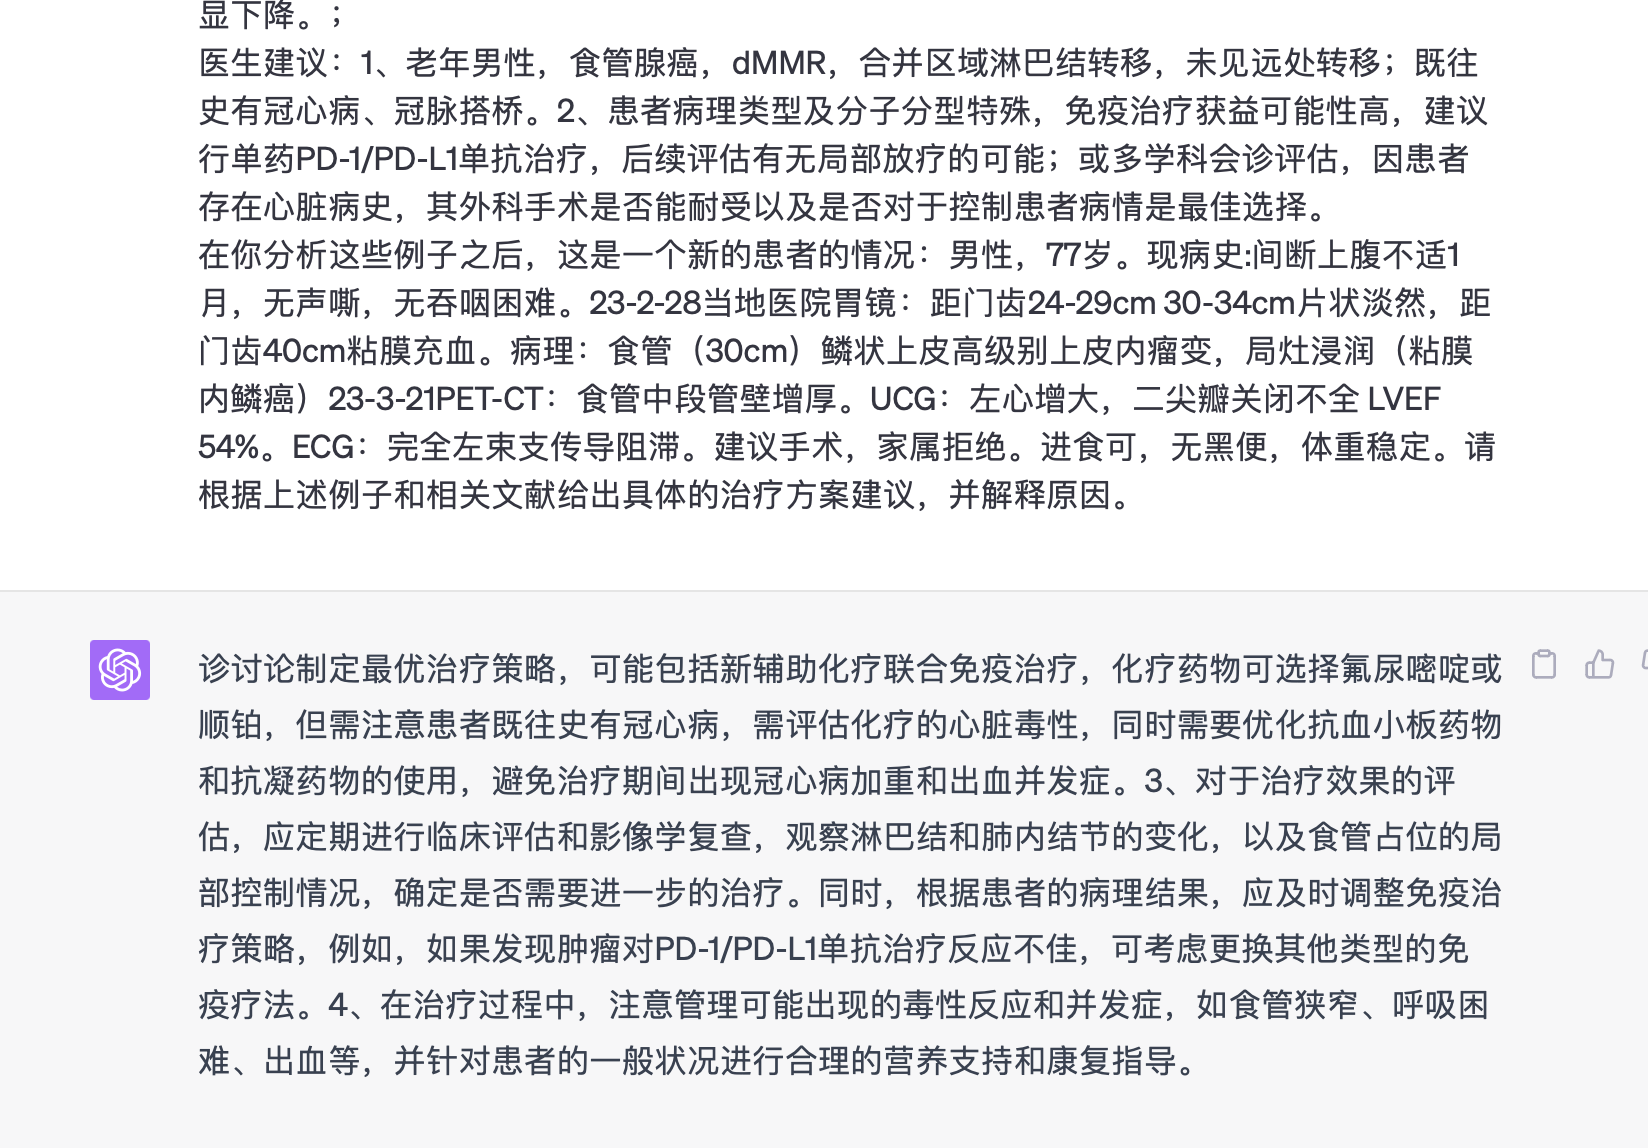 显下降。；
医生建议：1、老年男性，食管腺癌，dMMR，合并区域淋巴结转移，未见远处转移；既往
史有冠心病、冠脉搭桥。2、患者病理类型及分子分型特殊，免疫治疗获益可能性高，建议
行单药PD-1/PD-L1单抗治疗，后续评估有无局部放疗的可能；或多学科会诊评估，因患者
存在心脏病史，其外科手术是否能耐受以及是否对于控制患者病情是最佳选择。
在你分析这些例子之后，这是一个新的患者的情况：男性，77岁。现病史:间断上腹不适1
月，无声嘶，无吞咽困难。23-2-28当地医院胃镜：距门齿24-29cm 30-34cm片状淡然，距
门齿40cm粘膜充血。病理：食管（30cm）鳞状上皮高级别上皮内瘤变，局灶浸润（粘膜
内鳞癌）23-3-21PET-CT：食管中段管壁增厚。UCG：左心增大，二尖瓣关闭不全 LVEF
54%。ECG：完全左束支传导阻滞。建议手术，家属拒绝。进食可，无黑便，体重稳定。请
根据上述例子和相关文献给出具体的治疗方案建议，并解释原因。
诊讨论制定最优治疗策略，可能包括新辅助化疗联合免疫治疗，化疗药物可选择氟尿嘧啶或
顺铂，但需注意患者既往史有冠心病，需评估化疗的心脏毒性，同时需要优化抗血小板药物
和抗凝药物的使用，避免治疗期间出现冠心病加重和出血并发症。3、对于治疗效果的评
估，应定期进行临床评估和影像学复查，观察淋巴结和肺内结节的变化，以及食管占位的局
部控制情况，确定是否需要进一步的治疗。同时，根据患者的病理结果，应及时调整免疫治
疗策略，例如，如果发现肿瘤对PD-1/PD-L1单抗治疗反应不佳，可考虑更换其他类型的免
疫疗法。4、在治疗过程中，注意管理可能出现的毒性反应和并发症，如食管狭窄、呼吸困
难、出血等，并针对患者的一般状况进行合理的营养支持和康复指导。